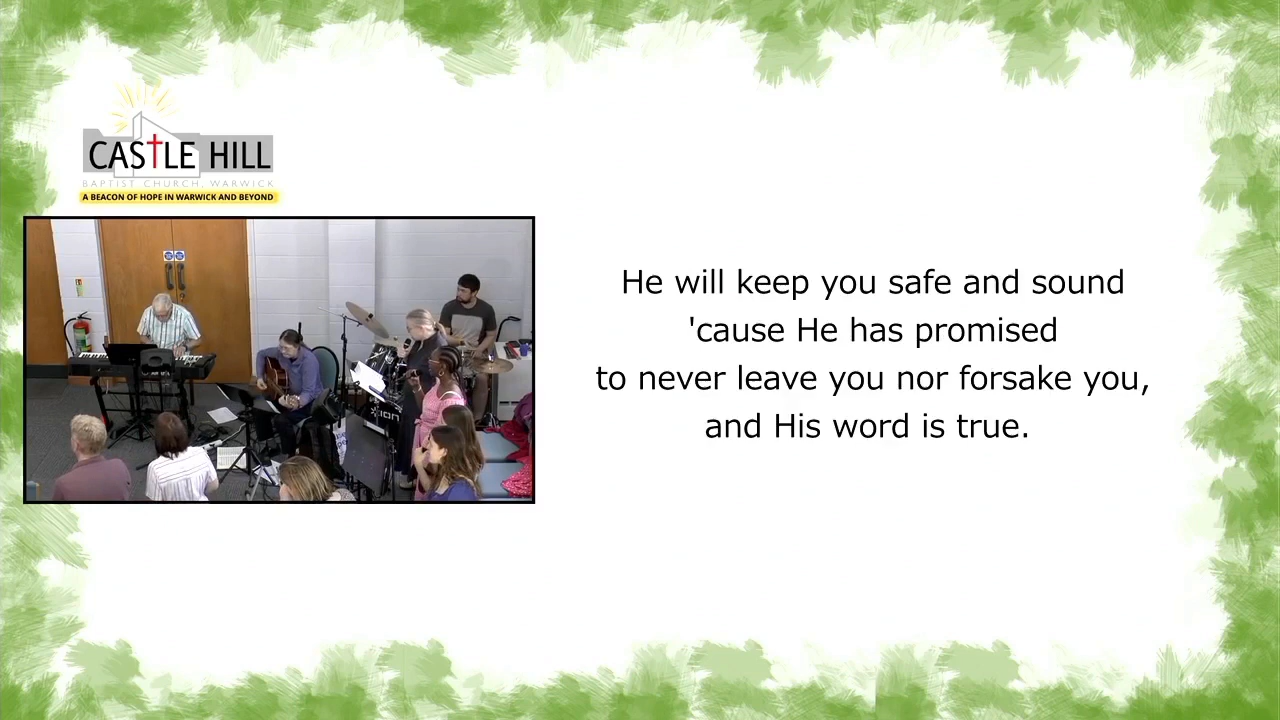 CASTLE HILL
BAPTIST CHURCH, WARWICK
A BEACON OF HOPE IN WARWICK AND BEYOND
He will keep you safe and sound
'cause He has promised
to never leave you nor forsake you,
and His word is true.